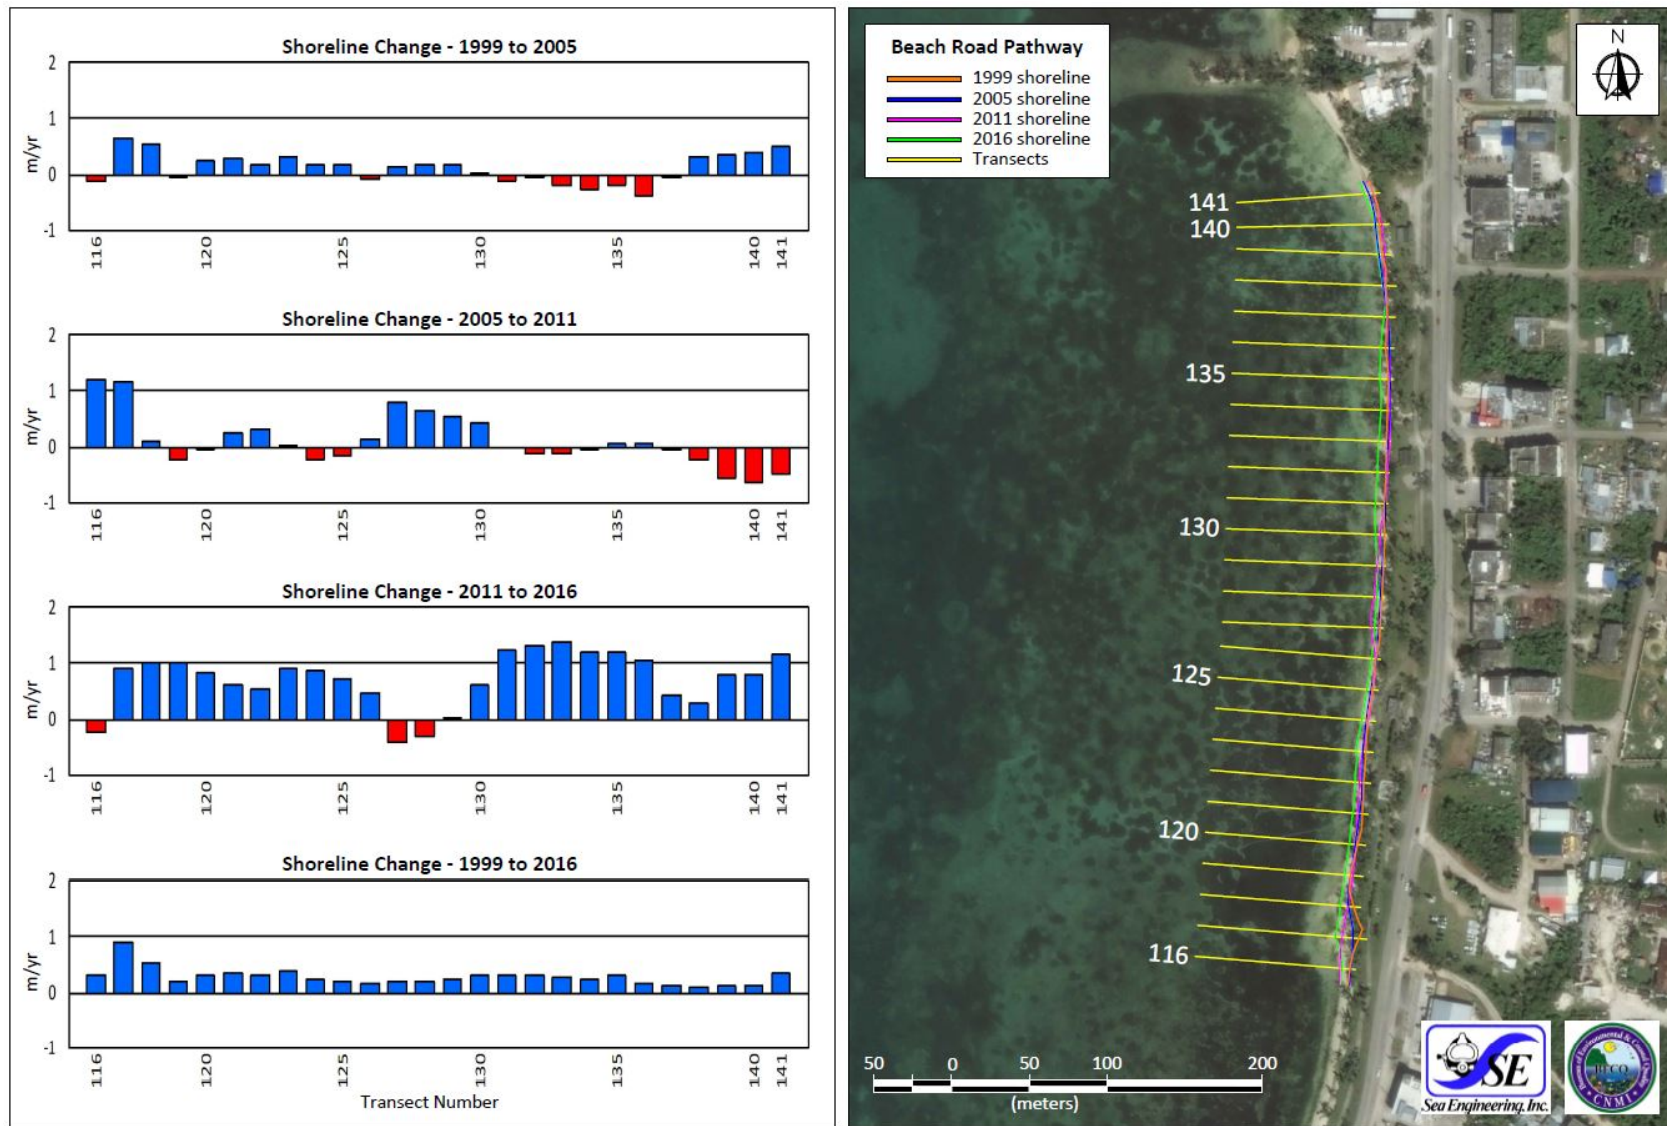 Shoreline Change - 1999 to 2005
2
1
0
-1
m/yr
116
120
125
130
135
140
141
Shoreline Change - 2005 to 2011
2
1
0
-1
m/yr
116
120
125
130
135
140
141
Shoreline Change - 2011 to 2016
2
1
0
-1
m/yr
116
120
125
130
135
140
141
Shoreline Change - 1999 to 2016
2
1
0
-1
m/yr
116
120
125
130
135
140
141
Transect Number
Beach Road Pathway
1999 shoreline
2005 shoreline
2011 shoreline
2016 shoreline
Transects
N
141
140
135
130
125
120
116
50 0 50 100 200
(meters)
SE
Sea Engineering, Inc.
BECQ
CNMI